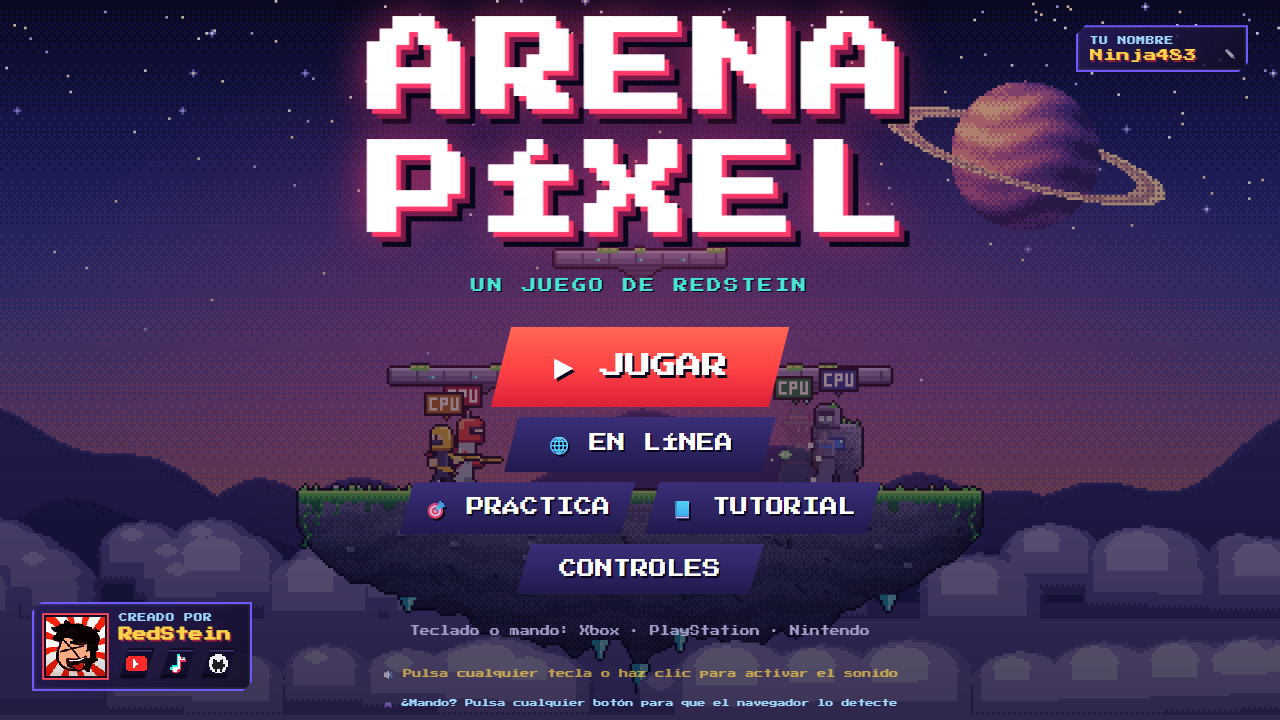 ARENA
PíXEL
TU NOMBRE
Ninja483
UN JUEGO DE REDSTEIN
JUGAR
CPU
CPU
CPU
EN LíNEA
PRáCTICA
TUTORIAL
CONTROLES
CREADO POR
RedStein
Teclado o mando: Xbox · PlayStation · Nintendo
Pulsa cualquier tecla o haz clic para activar el sonido
¿Mando? Pulsa cualquier botón para que el navegador lo detecte